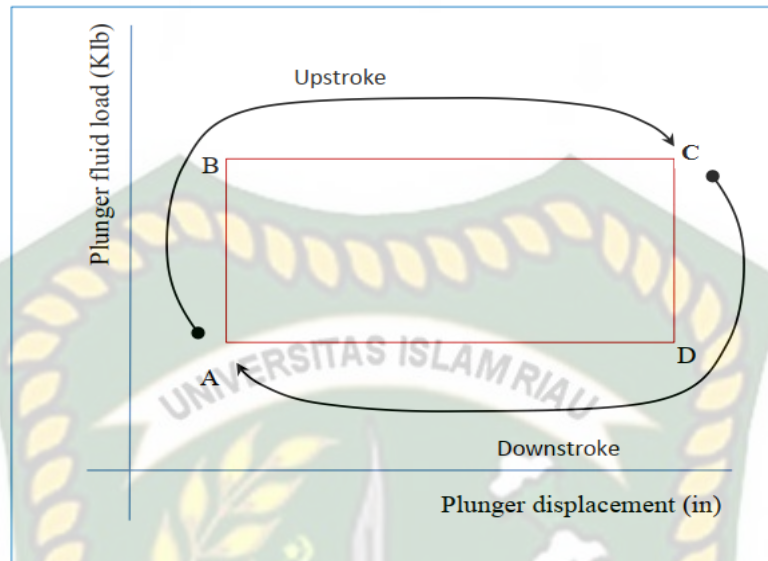 Plunger fluid load (Klb)
Upstroke
B
C
A
D
UNIVERSITAS ISLAM RIAU
Downstroke
Plunger displacement (in)